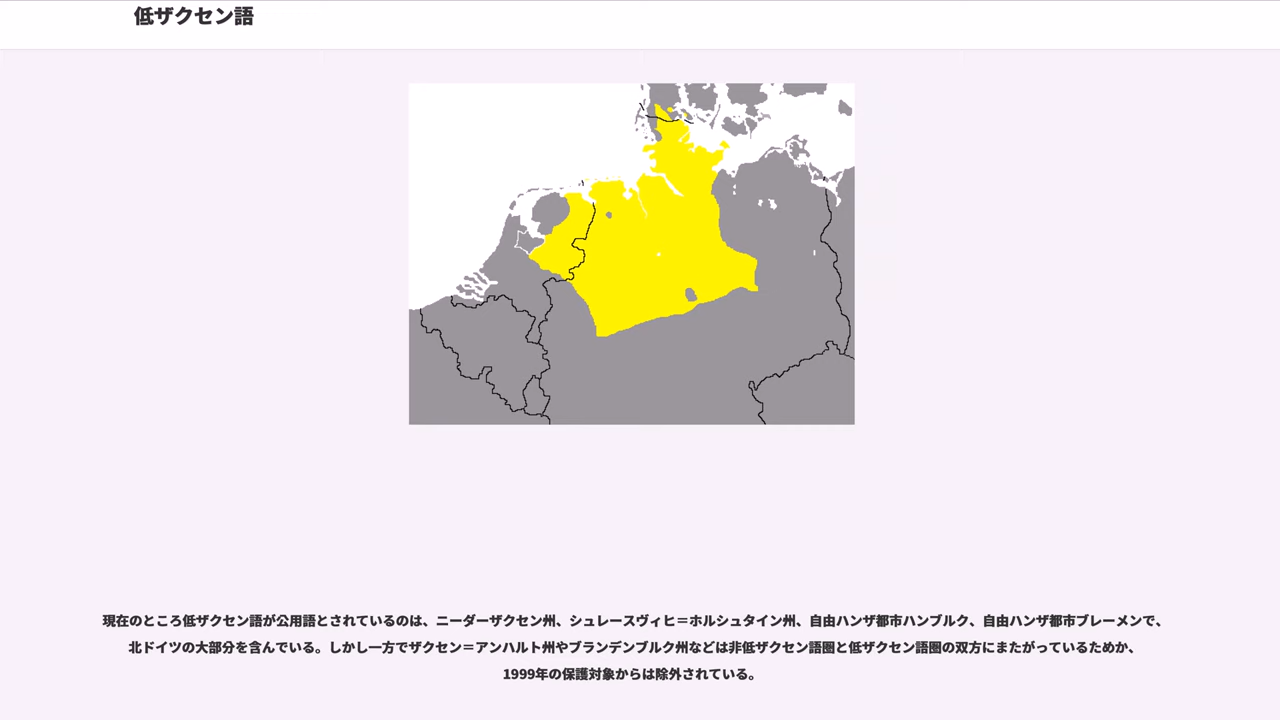 低ザクセン語
現在のところ低ザクセン語が公用語とされているのは、ニーダーザクセン州、シュレースヴィヒ＝ホルシュタイン州、自由ハンザ都市ハンブルク、自由ハンザ都市ブレーメンで、
北ドイツの大部分を含んでいる。しかし一方でザクセン＝アンハルト州やブランデンブルク州などは非低ザクセン語圏と低ザクセン語圏の双方にまたがっているためか、
1999年の保護対象からは除外されている。